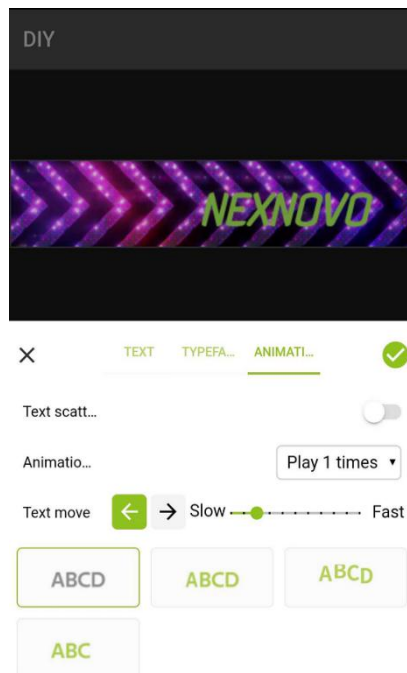 DIY
NEXNOVO
TEXT TYPEFA... ANIMATI...
Text scatt...
Animatio... Play 1 times
Text move Slow Fast
ABCD ABCD ABCD
ABC